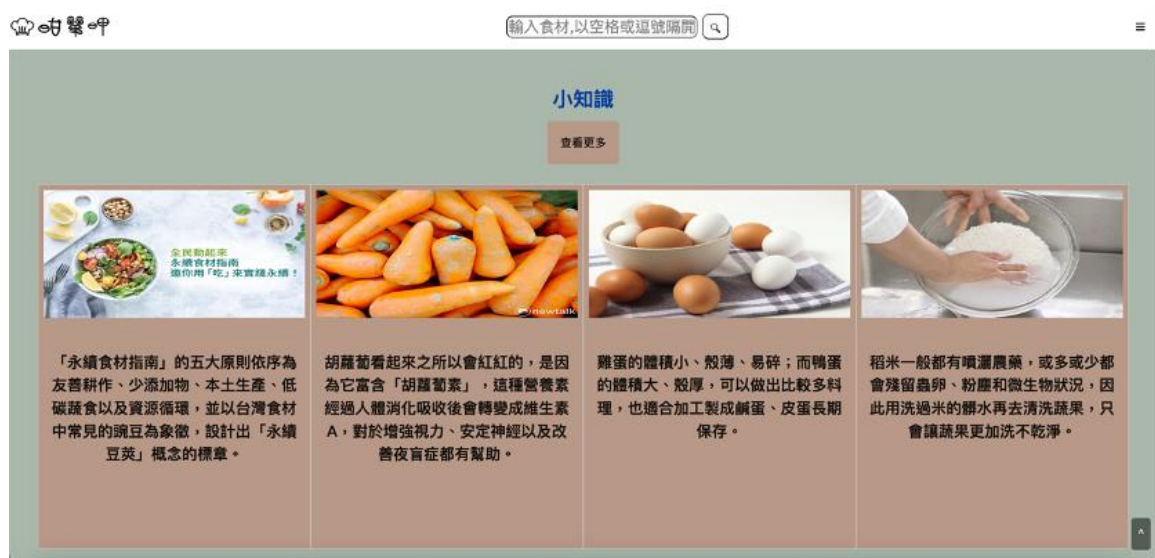 咁攀呷
輸入食材,以空格或逗號隔開
≡
小知識
查看更多
全民動起來
永續食材指南
邀你用「吃」來實踐永續!
newtalk
「永續食材指南」的五大原則依序為
友善耕作、少添加物、本土生產、低
碳蔬食以及資源循環,並以台灣食材
中常見的豌豆為象徵,設計出「永續
豆莢」概念的標章。
胡蘿蔔看起來之所以會紅紅的,是因
為它富含「胡蘿蔔素」,這種營養素
經過人體消化吸收後會轉變成維生素
A,對於增強視力、安定神經以及改
善夜盲症都有幫助。
雞蛋的體積小、殼薄、易碎;而鴨蛋
的體積大、殼厚,可以做出比較多料
理,也適合加工製成鹹蛋、皮蛋長期
保存。
稻米一般都有噴灑農藥,或多或少都
會殘留蟲卵、粉塵和微生物狀況,因
此用洗過米的髒水再去清洗蔬果,只
會讓蔬果更加洗不乾淨。
^